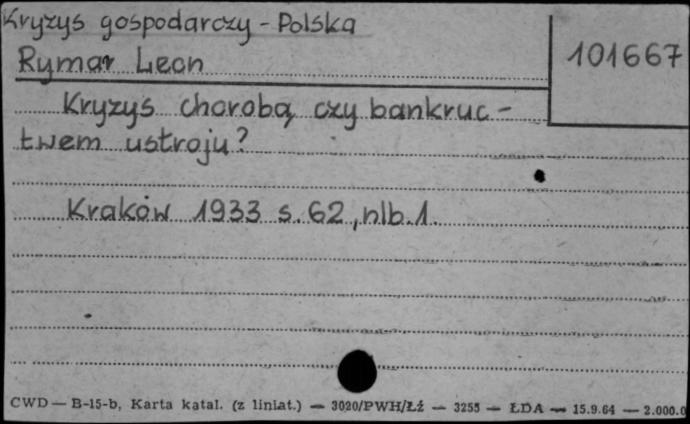 Kryzys gospodarczy - Polska
101667
Rymar Leon
Kryzys chorobą czy bankruc-
twem ustroju?
Kraków 1933 s. 62, nlb. 1.
CWD — B-15-b, Karta katal. (z liniat.) — 3020/PWH/Łź — 3255 — ŁDA — 15.9.64 — 2.000.0